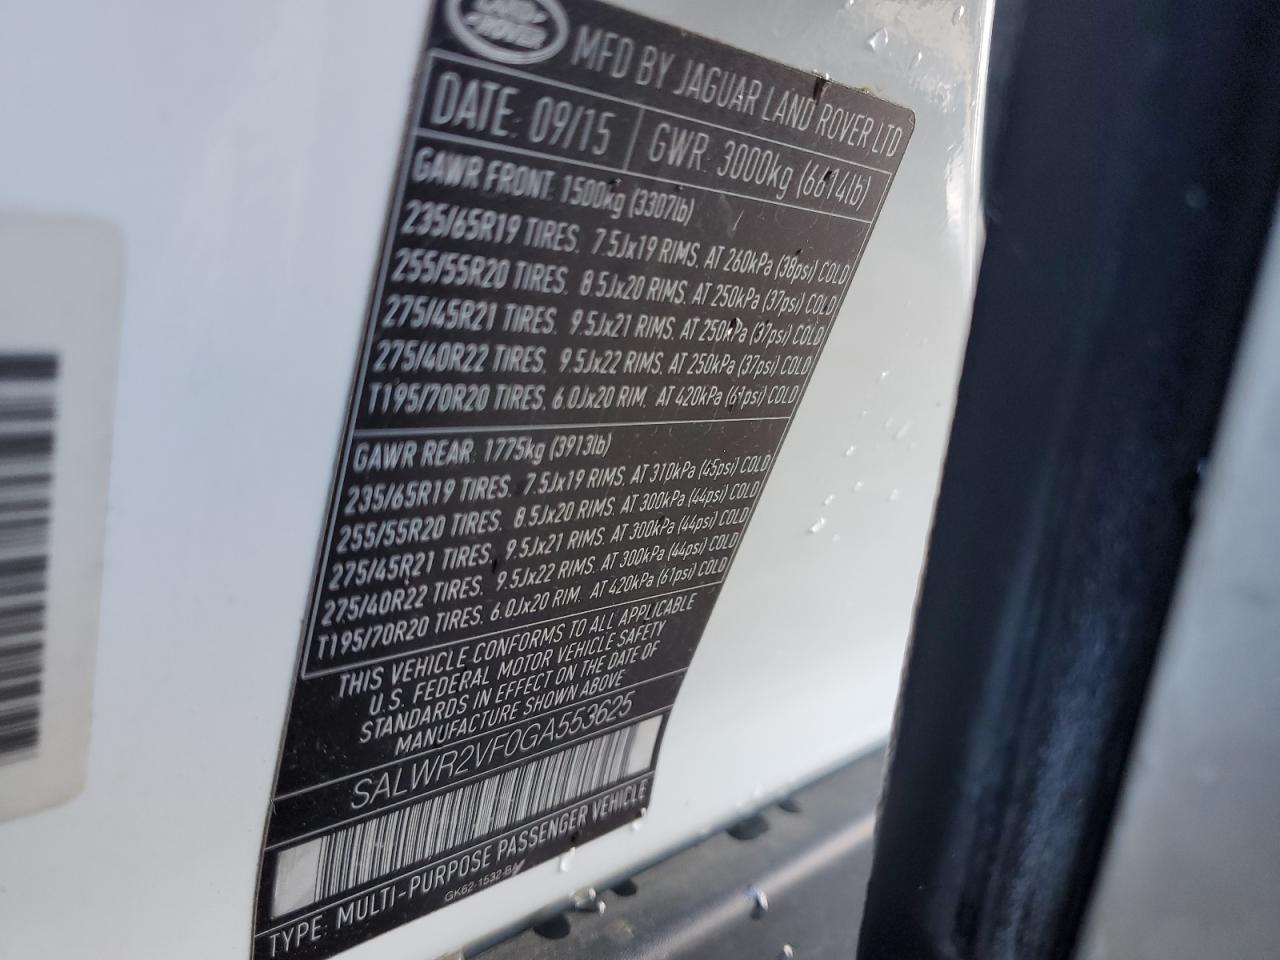 LAND ROVER
MFD BY JAGUAR LAND ROVER LTD
DATE: 09/15 GWR: 3000kg (6614lb)
GAWR FRONT: 1500kg (3307lb)
235/65R19 TIRES. 7.5Jx19 RIMS. AT 260kPa (38psi) COLD
255/55R20 TIRES. 8.5Jx20 RIMS. AT 250kPa (37psi) COLD
275/45R21 TIRES. 9.5Jx21 RIMS. AT 250kPa (37psi) COLD
275/40R22 TIRES. 9.5Jx22 RIMS. AT 250kPa (37psi) COLD
T195/70R20 TIRES. 6.0Jx20 RIM. AT 420kPa (61psi) COLD
GAWR REAR: 1775kg (3913lb)
235/65R19 TIRES. 7.5Jx19 RIMS. AT 310kPa (45psi) COLD
255/55R20 TIRES. 8.5Jx20 RIMS. AT 300kPa (44psi) COLD
275/45R21 TIRES. 9.5Jx21 RIMS. AT 300kPa (44psi) COLD
275/40R22 TIRES. 9.5Jx22 RIMS. AT 300kPa (44psi) COLD
T195/70R20 TIRES. 6.0Jx20 RIM. AT 420kPa (61psi) COLD
THIS VEHICLE CONFORMS TO ALL APPLICABLE
U.S. FEDERAL MOTOR VEHICLE SAFETY
STANDARDS IN EFFECT ON THE DATE OF
MANUFACTURE SHOWN ABOVE
SALWR2VF0GA553625
TYPE: MULTI-PURPOSE PASSENGER VEHICLE